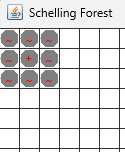 Schelling Forest
~ ~ ~
~ + ~
~ ~ ~